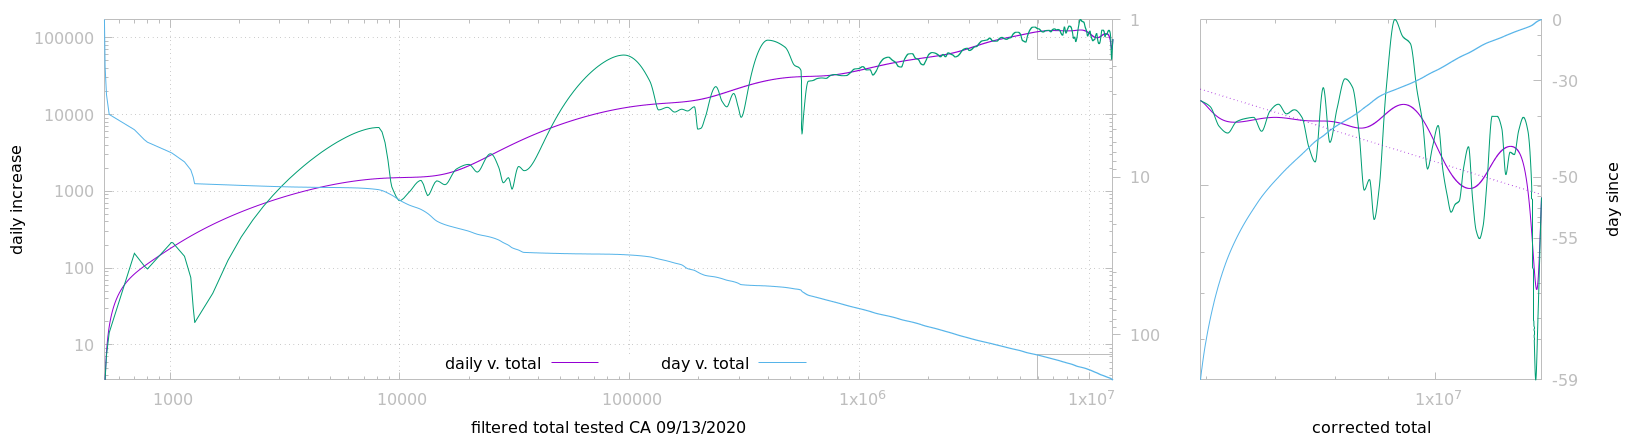 daily increase
100000
10000
1000
100
10
1000
10000
100000
1x10^6
1x10^7
daily v. total
day v. total
filtered total tested CA 09/13/2020
1
10
100
1x10^7
corrected total
0
-30
-50
-55
-59
day since